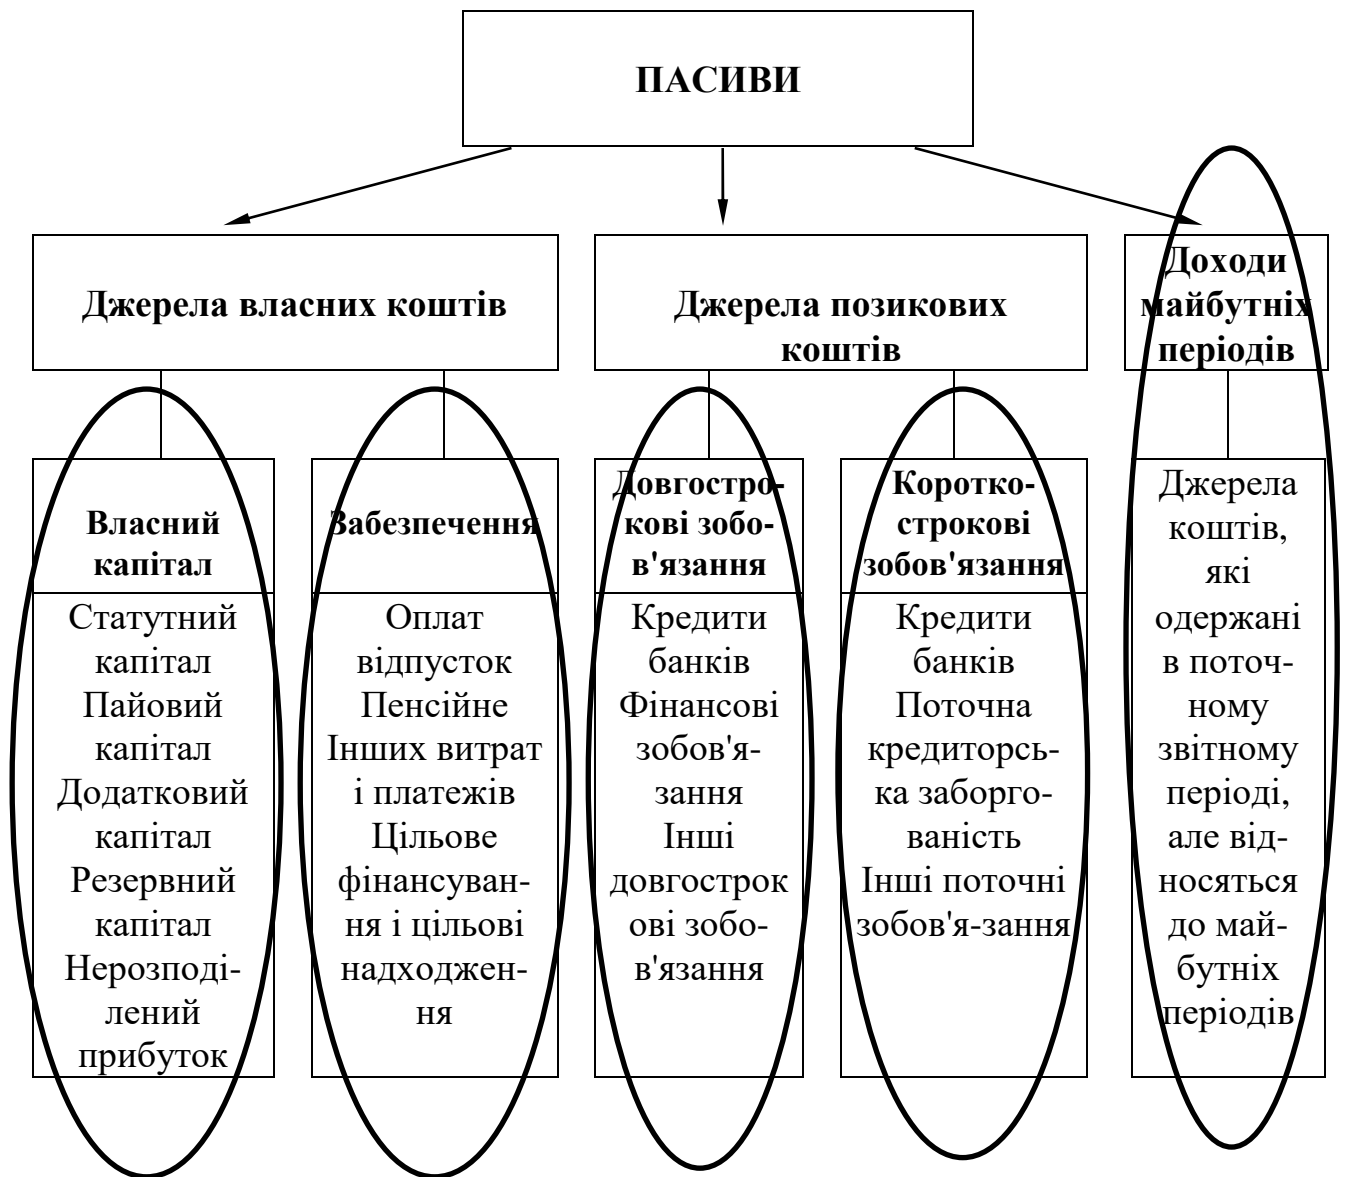 ПАСИВИ
Джерела власних коштів
Джерела позикових
коштів
Доходи
майбутніх
періодів
Власний
капітал
Статутний
капітал
Пайовий
капітал
Додатковий
капітал
Резервний
капітал
Нерозподі-
лений
прибуток
Забезпечення
Оплат
відпусток
Пенсійне
Інших витрат
і платежів
Цільове
фінансуван-
ня і цільові
надходжен-
ня
Довгостро-
кові зобо-
в'язання
Кредити
банків
Фінансові
зобов'я-
зання
Інші
довгострок
ові зобо-
в'язання
Коротко-
строкові
зобов'язання
Кредити
банків
Поточна
кредиторсь-
ка заборго-
ваність
Інші поточні
зобов'я-зання
Джерела
коштів,
які
одержані
в поточ-
ному
звітному
періоді,
але від-
носяться
до май-
бутніх
періодів